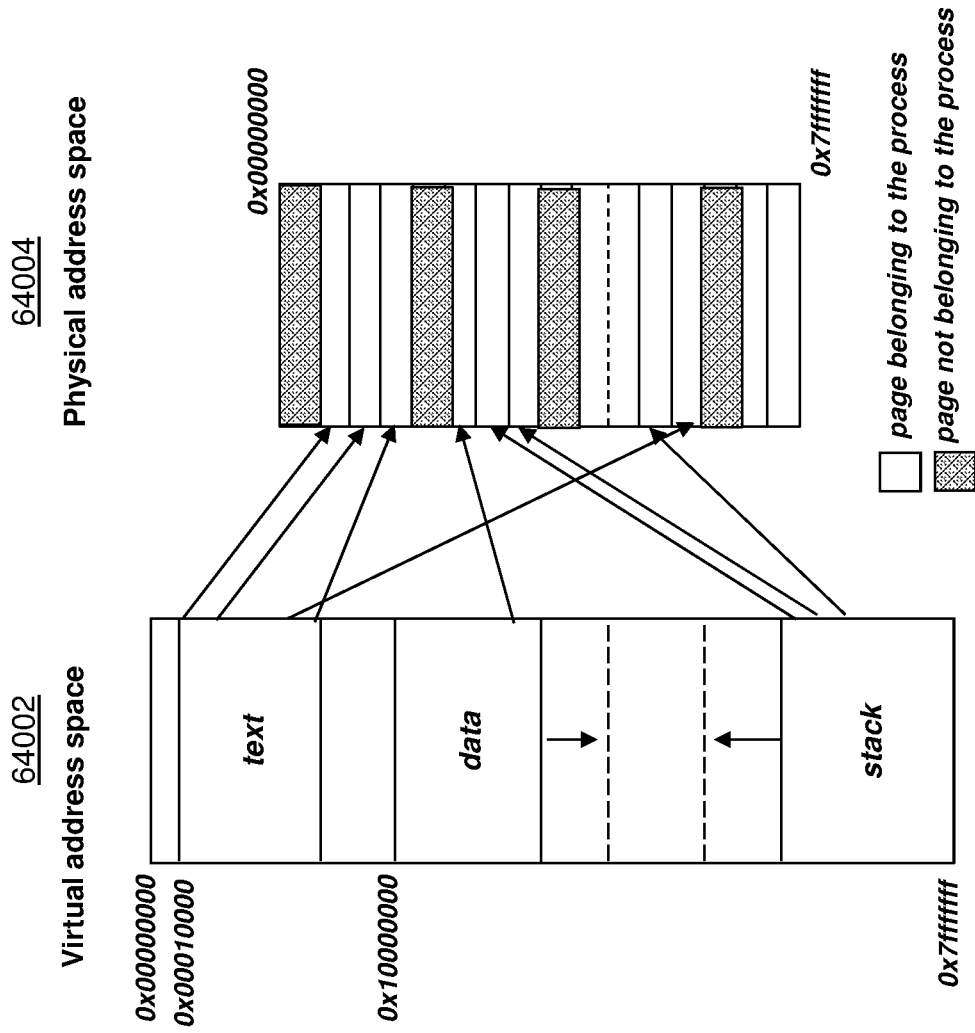 64002
Virtual address space
0x00000000
0x00010000
text
0x10000000
data
stack
0x7fffffff
64004
Physical address space
0x00000000
0x7fffffff
page belonging to the process
page not belonging to the process